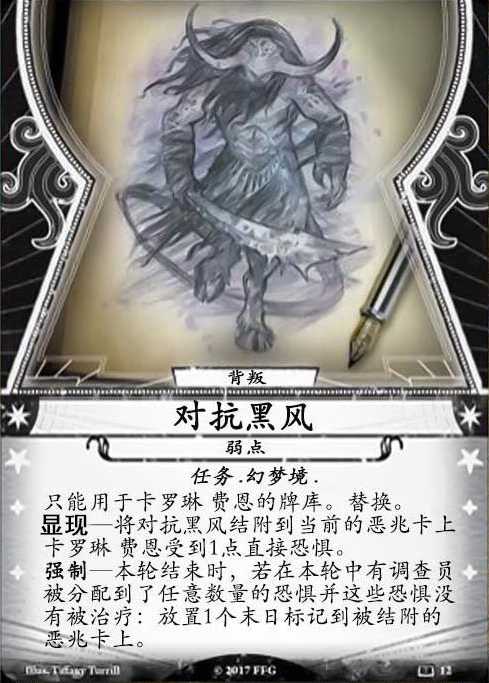 背叛
对抗黑风
弱点
任务.幻梦境.
只能用于卡罗琳 费恩的牌库。替换。
显现—将对抗黑风结附到当前的恶兆卡上
卡罗琳 费恩受到1点直接恐惧。
强制—本轮结束时，若在本轮中有调查员
被分配到了任意数量的恐惧并这些恐惧没
有被治疗：放置1个末日标记到被结附的
恶兆卡上。
Illus. Tiffany Turrill
© 2017 FFG
12